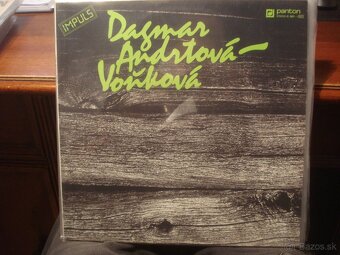 IMPULS
Dagmar
Andrtová-
Voňková
panton